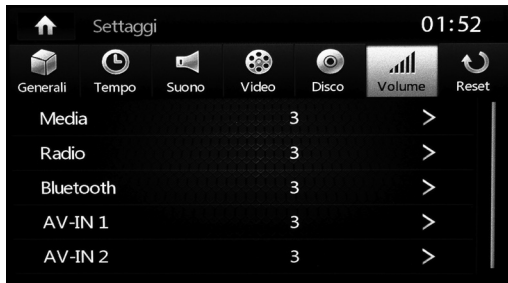 Settaggi 01:52
Generali Tempo Suono Video Disco Volume Reset
Media 3 >
Radio 3 >
Bluetooth 3 >
AV-IN 1 3 >
AV-IN 2 3 >